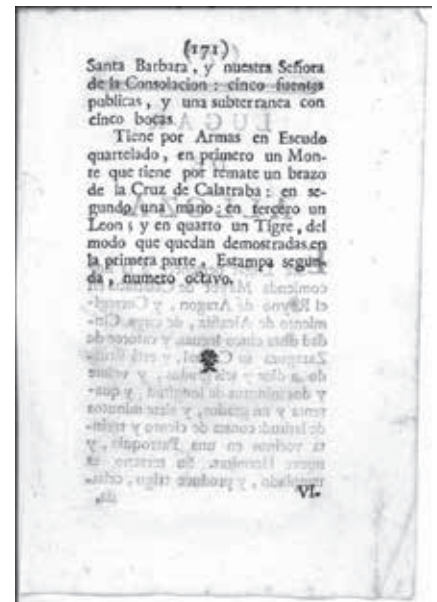 (171)
Santa Barbara, y nuestra Señora
de la Consolacion : cinco fuentes
publicas, y una subterranea con
cinco bocas.
Tiene por Armas en Escudo
quartelado, en primero un Mon-
te que tiene por remate un brazo
de la Cruz de Calatraba : en se-
gundo una mano : en tercero un
Leon ; y en quarto un Tigre, del
modo que quedan demostradas en
la primera parte, Estampa segun-
da, numero octavo.
VI.